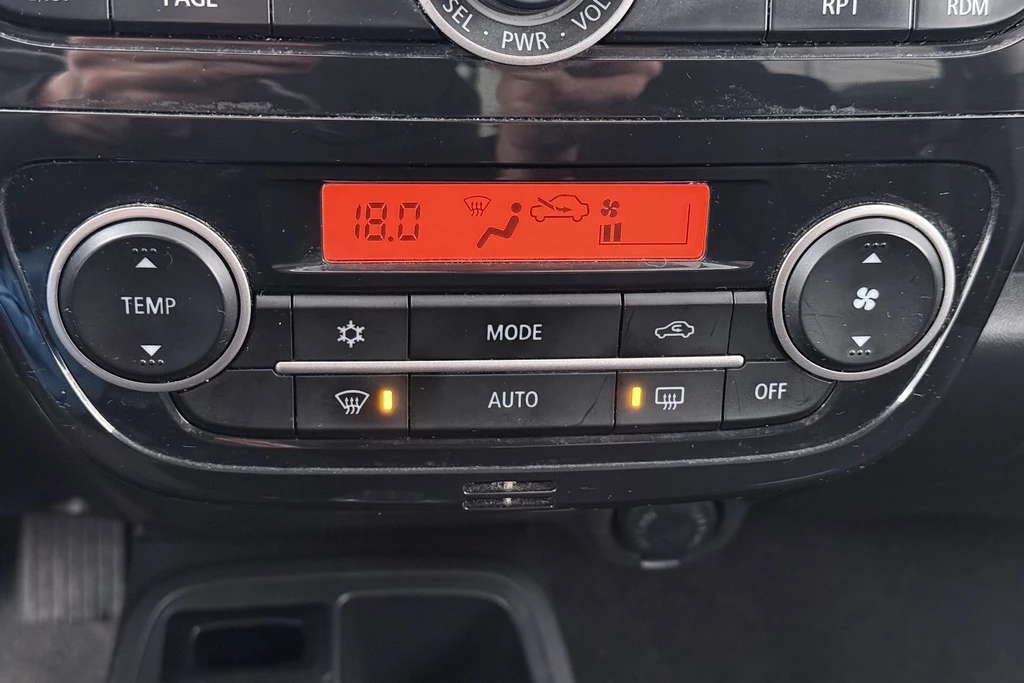 PAGE
SEL
PWR
VOL
RPT
RDM
18.0
TEMP
MODE
AUTO
OFF